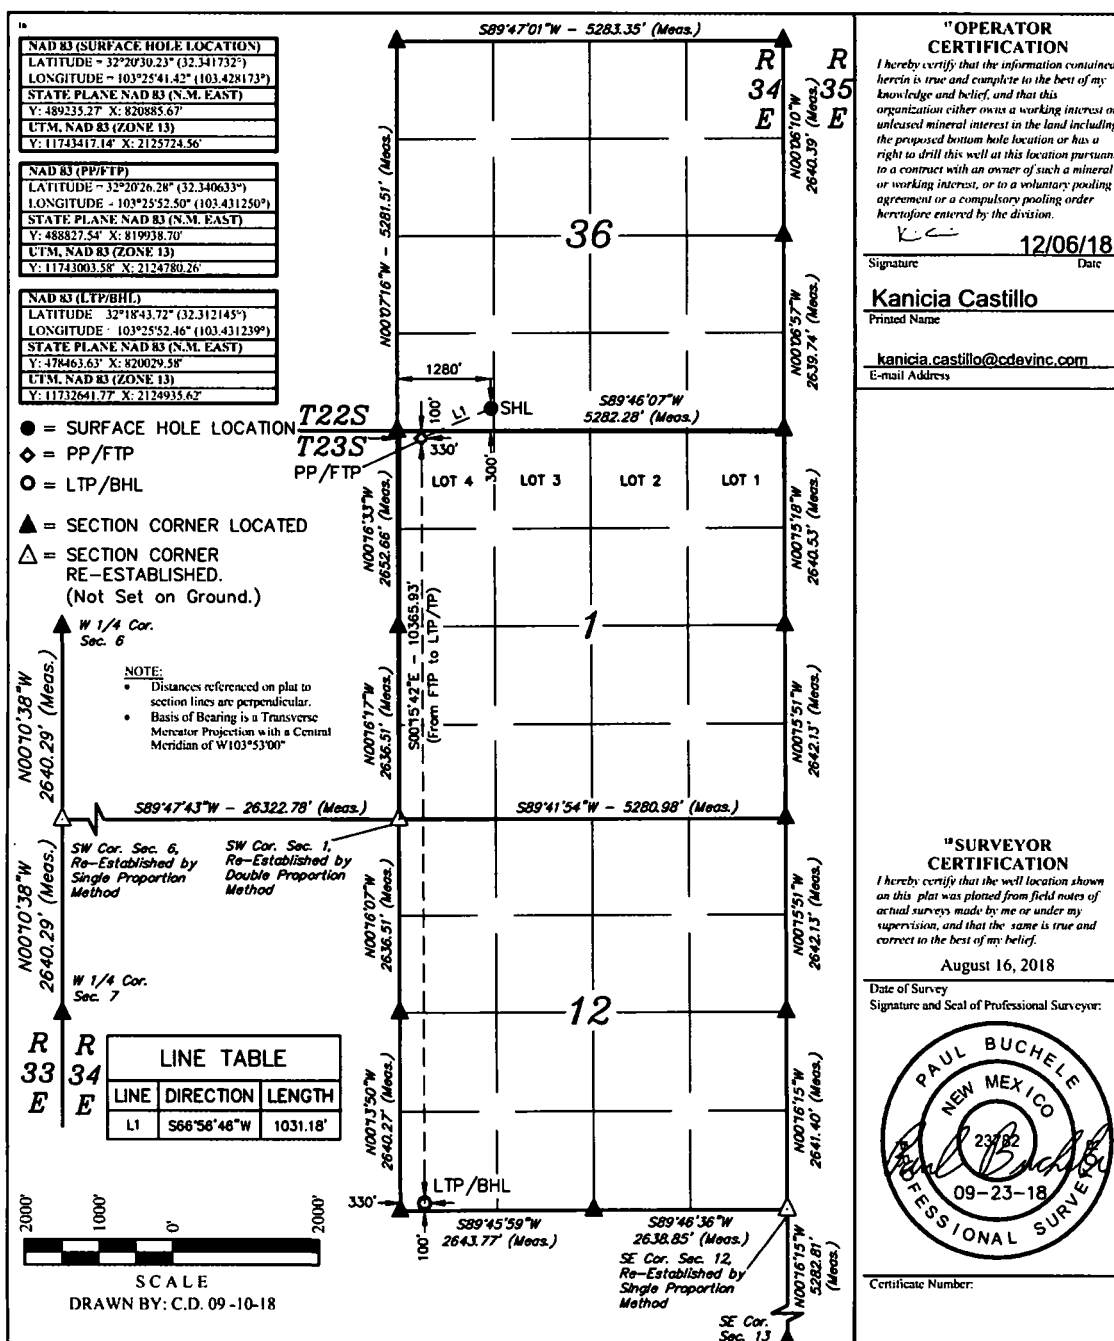 NAD 83 (SURFACE HOLE LOCATION)
LATITUDE = 32°20'30.23" (32.341732°)
LONGITUDE = 103°25'41.42" (103.428173°)
STATE PLANE NAD 83 (N.M. EAST)
Y: 489235.27' X: 820885.67'
UTM, NAD 83 (ZONE 13)
Y: 11743417.14' X: 2125724.56'
NAD 83 (PP/FTP)
LATITUDE = 32°20'26.28" (32.340633°)
LONGITUDE = 103°25'52.50" (103.431250°)
STATE PLANE NAD 83 (N.M. EAST)
Y: 488827.54' X: 819938.70'
UTM, NAD 83 (ZONE 13)
Y: 11743003.58' X: 2124780.26'
NAD 83 (LTP/BHL)
LATITUDE 32°18'43.72" (32.312145°)
LONGITUDE 103°25'52.46" (103.431239°)
STATE PLANE NAD 83 (N.M. EAST)
Y: 478463.63' X: 820029.58'
UTM, NAD 83 (ZONE 13)
Y: 11732641.77' X: 2124935.62'
● = SURFACE HOLE LOCATION
◇ = PP/FTP
○ = LTP/BHL
▲ = SECTION CORNER LOCATED
△ = SECTION CORNER
RE-ESTABLISHED.
(Not Set on Ground.)
NOTE:
• Distances referenced on plat to
section lines are perpendicular.
• Basis of Bearing is a Transverse
Mercator Projection with a Central
Meridian of W103°53'00"
W 1/4 Cor.
Sec. 6
N00°10'38"W
2640.29' (Meas.)
S89°47'43"W - 26322.78' (Meas.)
SW Cor. Sec. 6,
Re-Established by
Single Proportion
Method
SW Cor. Sec. 1,
Re-Established by
Double Proportion
Method
N00°10'38"W
2640.29' (Meas.)
W 1/4 Cor.
Sec. 7
R R
33 34
E E
LINE TABLE
LINE DIRECTION LENGTH
L1 S66°56'46"W 1031.18'
2000' 1000' 0' 2000'
SCALE
DRAWN BY: C.D. 09-10-18
S89°47'01"W - 5283.35' (Meas.)
R R
34 35
E E
N00°07'16"W - 5281.51' (Meas.)
N00°06'10"W
2640.39' (Meas.)
36
N00°06'57"W
2639.74' (Meas.)
1280'
100'
L1
SHL
S89°46'07"W
5282.28' (Meas.)
T22S
T23S
PP/FTP
330'
300'
LOT 4 LOT 3 LOT 2 LOT 1
N00°16'33"W
2652.66' (Meas.)
N00°15'18"W
2640.53' (Meas.)
S00°15'42"E - 10365.93'
(From FTP to LTP/TP)
1
N00°16'17"W
2636.51' (Meas.)
N00°15'51"W
2642.13' (Meas.)
S89°41'54"W - 5280.98' (Meas.)
N00°16'07"W
2636.51' (Meas.)
N00°15'51"W
2642.13' (Meas.)
12
N00°13'50"W
2640.27' (Meas.)
N00°16'15"W
2641.40' (Meas.)
LTP/BHL
330'
100'
S89°45'59"W
2643.77' (Meas.)
S89°46'36"W
2638.85' (Meas.)
SE Cor. Sec. 12,
Re-Established by
Single Proportion
Method
N00°16'15"W
5282.81'
(Meas.)
SE Cor.
Sec. 13
17 OPERATOR
CERTIFICATION
I hereby certify that the information contained
herein is true and complete to the best of my
knowledge and belief, and that this
organization either owns a working interest or
unleased mineral interest in the land including
the proposed bottom hole location or has a
right to drill this well at this location pursuant
to a contract with an owner of such a mineral
or working interest, or to a voluntary pooling
agreement or a compulsory pooling order
heretofore entered by the division.
12/06/18
Signature Date
Kanicia Castillo
Printed Name
kanicia.castillo@cdevinc.com
E-mail Address
18 SURVEYOR
CERTIFICATION
I hereby certify that the well location shown
on this plat was plotted from field notes of
actual surveys made by me or under my
supervision, and that the same is true and
correct to the best of my belief.
August 16, 2018
Date of Survey
Signature and Seal of Professional Surveyor:
PAUL BUCHELE
NEW MEXICO
23782
Paul Buchele
09-23-18
PROFESSIONAL SURVEYOR
Certificate Number: